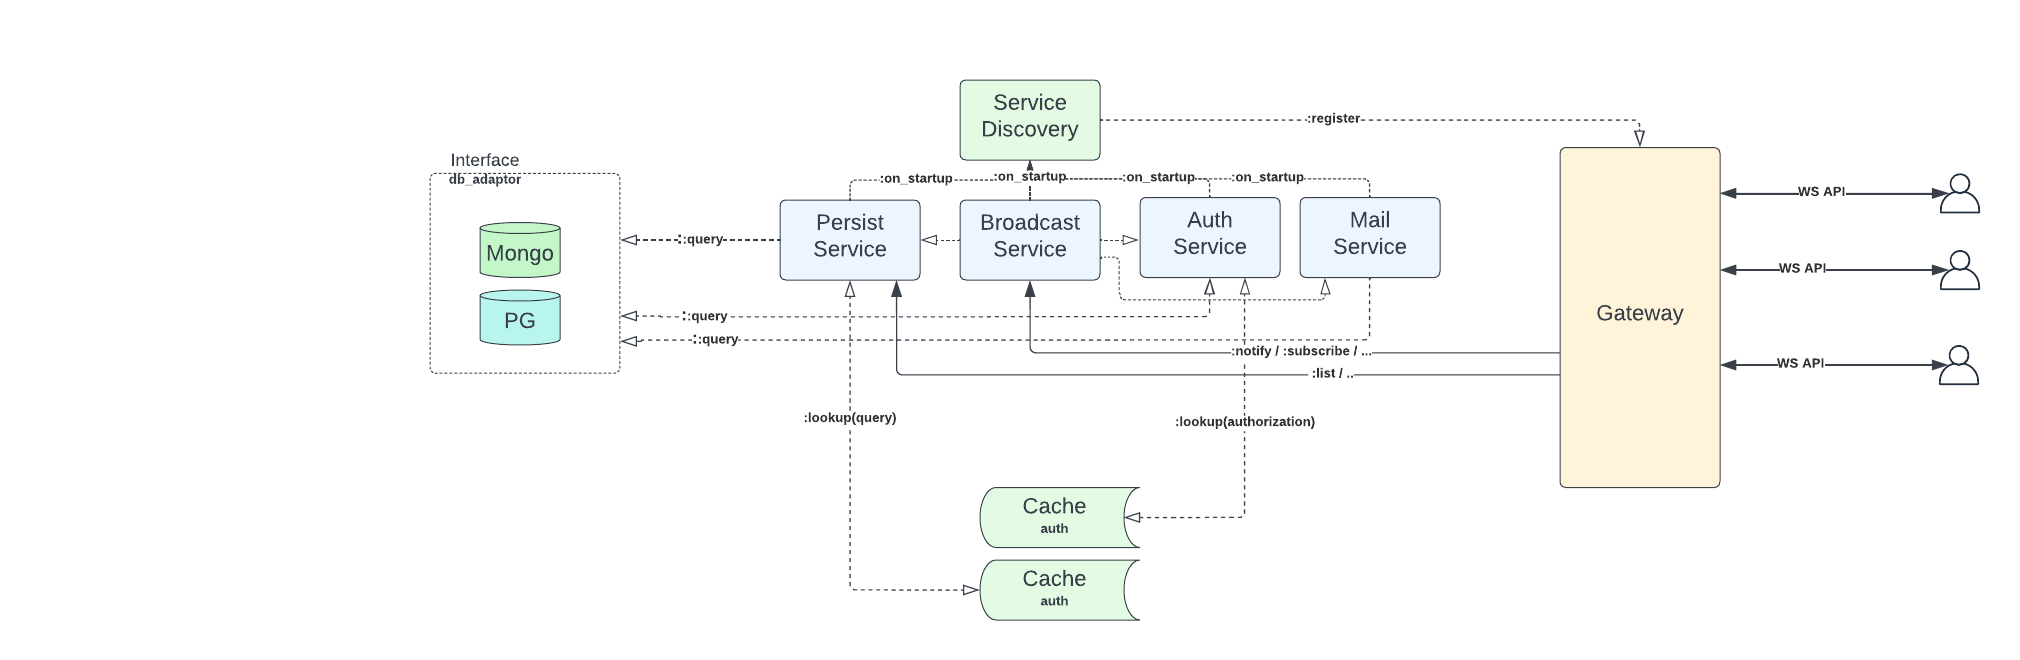 Service
Discovery
:register
Interface
db_adaptor
:on_startup
:on_startup
:on_startup
:on_startup
WS API
Persist
Service
Broadcast
Service
Auth
Service
Mail
Service
::query
Mongo
WS API
PG
::query
Gateway
::query
:notify / :subscribe / ...
WS API
:list / ..
:lookup(query)
:lookup(authorization)
Cache
auth
Cache
auth